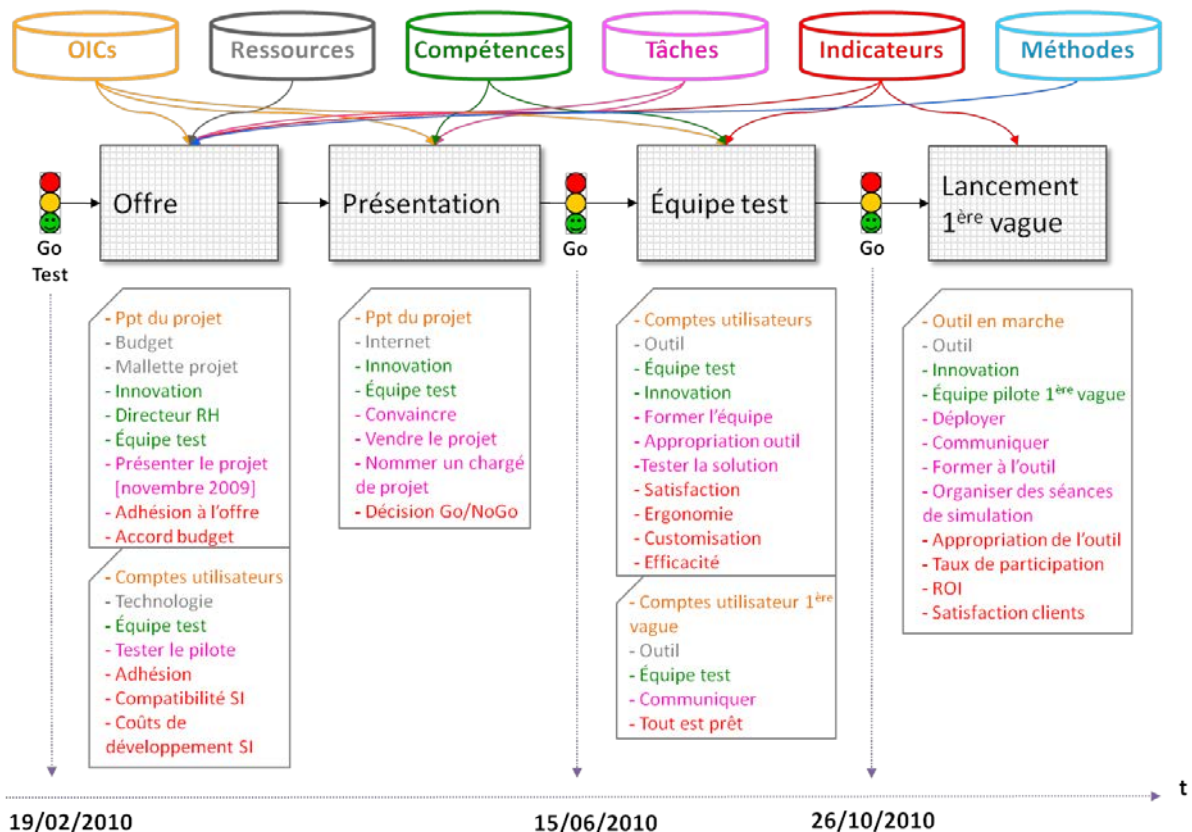 OICs
Ressources
Compétences
Tâches
Indicateurs
Méthodes
Go
Test
Offre
Présentation
Go
Équipe test
Go
Lancement
1ère vague
- Ppt du projet
- Budget
- Mallette projet
- Innovation
- Directeur RH
- Équipe test
- Présenter le projet
[novembre 2009]
- Adhésion à l'offre
- Accord budget
- Comptes utilisateurs
- Technologie
- Équipe test
- Tester le pilote
- Adhésion
- Compatibilité SI
- Coûts de
développement SI
- Ppt du projet
- Internet
- Innovation
- Équipe test
- Convaincre
- Vendre le projet
- Nommer un chargé
de projet
- Décision Go/NoGo
- Comptes utilisateurs
- Outil
- Équipe test
- Innovation
- Former l'équipe
- Appropriation outil
-Tester la solution
- Satisfaction
- Ergonomie
- Customisation
- Efficacité
- Comptes utilisateur 1ère
vague
- Outil
- Équipe test
- Communiquer
- Tout est prêt
- Outil en marche
- Outil
- Innovation
- Équipe pilote 1ère vague
- Déployer
- Communiquer
- Former à l'outil
- Organiser des séances
de simulation
- Appropriation de l'outil
- Taux de participation
- ROI
- Satisfaction clients
t
19/02/2010
15/06/2010
26/10/2010